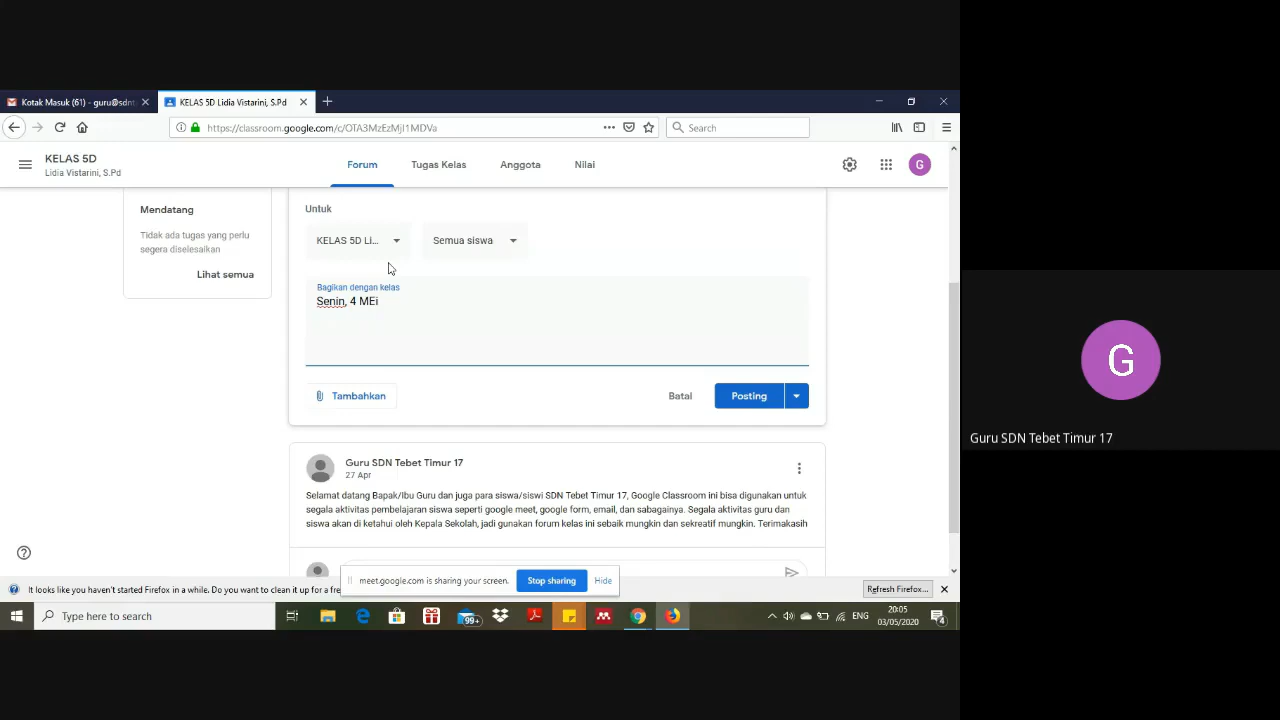 Kotak Masuk (61) - guru@sdnt
KELAS 5D Lidia Vistarini, S.Pd
https://classroom.google.com/c/OTA3MzEzMjI1MDVa
Search
KELAS 5D
Lidia Vistarini, S.Pd
Forum
Tugas Kelas
Anggota
Nilai
G
Mendatang
Tidak ada tugas yang perlu
segera diselesaikan
Lihat semua
Untuk
KELAS 5D Li...
Semua siswa
Bagikan dengan kelas
Senin, 4 MEi
Tambahkan
Batal
Posting
Guru SDN Tebet Timur 17
27 Apr
Selamat datang Bapak/Ibu Guru dan juga para siswa/siswi SDN Tebet Timur 17, Google Classroom ini bisa digunakan untuk
segala aktivitas pembelajaran siswa seperti google meet, google form, email, dan sabagainya. Segala aktivitas guru dan
siswa akan di ketahui oleh Kepala Sekolah, jadi gunakan forum kelas ini sebaik mungkin dan sekreatif mungkin. Terimakasih
meet.google.com is sharing your screen.
Stop sharing
Hide
It looks like you haven't started Firefox in a while. Do you want to clean it up for a fre
Refresh Firefox...
Type here to search
99+
ENG
20:05
03/05/2020
4
G
Guru SDN Tebet Timur 17